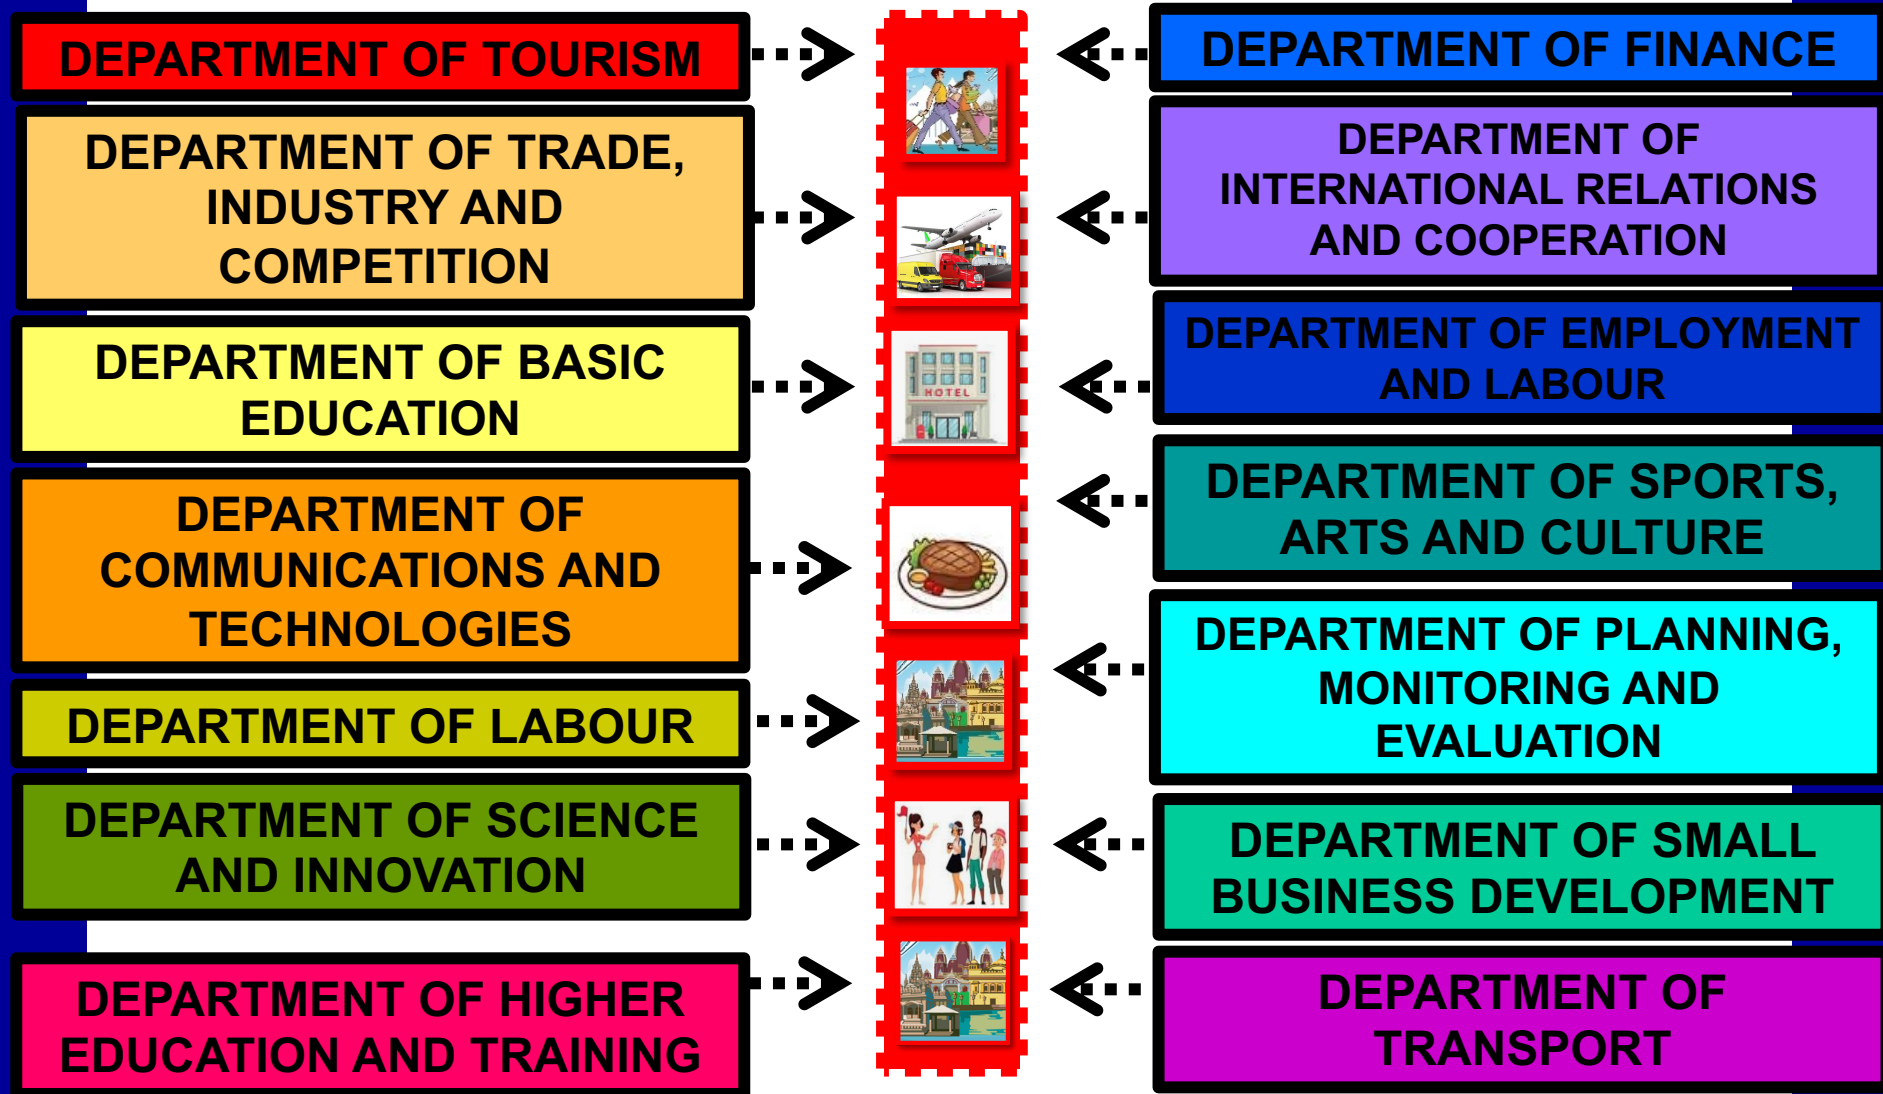 DEPARTMENT OF TOURISM
DEPARTMENT OF TRADE,
INDUSTRY AND
COMPETITION
DEPARTMENT OF BASIC
EDUCATION
DEPARTMENT OF
COMMUNICATIONS AND
TECHNOLOGIES
DEPARTMENT OF LABOUR
DEPARTMENT OF SCIENCE
AND INNOVATION
DEPARTMENT OF HIGHER
EDUCATION AND TRAINING
HOTEL
DEPARTMENT OF FINANCE
DEPARTMENT OF
INTERNATIONAL RELATIONS
AND COOPERATION
DEPARTMENT OF EMPLOYMENT
AND LABOUR
DEPARTMENT OF SPORTS,
ARTS AND CULTURE
DEPARTMENT OF PLANNING,
MONITORING AND
EVALUATION
DEPARTMENT OF SMALL
BUSINESS DEVELOPMENT
DEPARTMENT OF
TRANSPORT